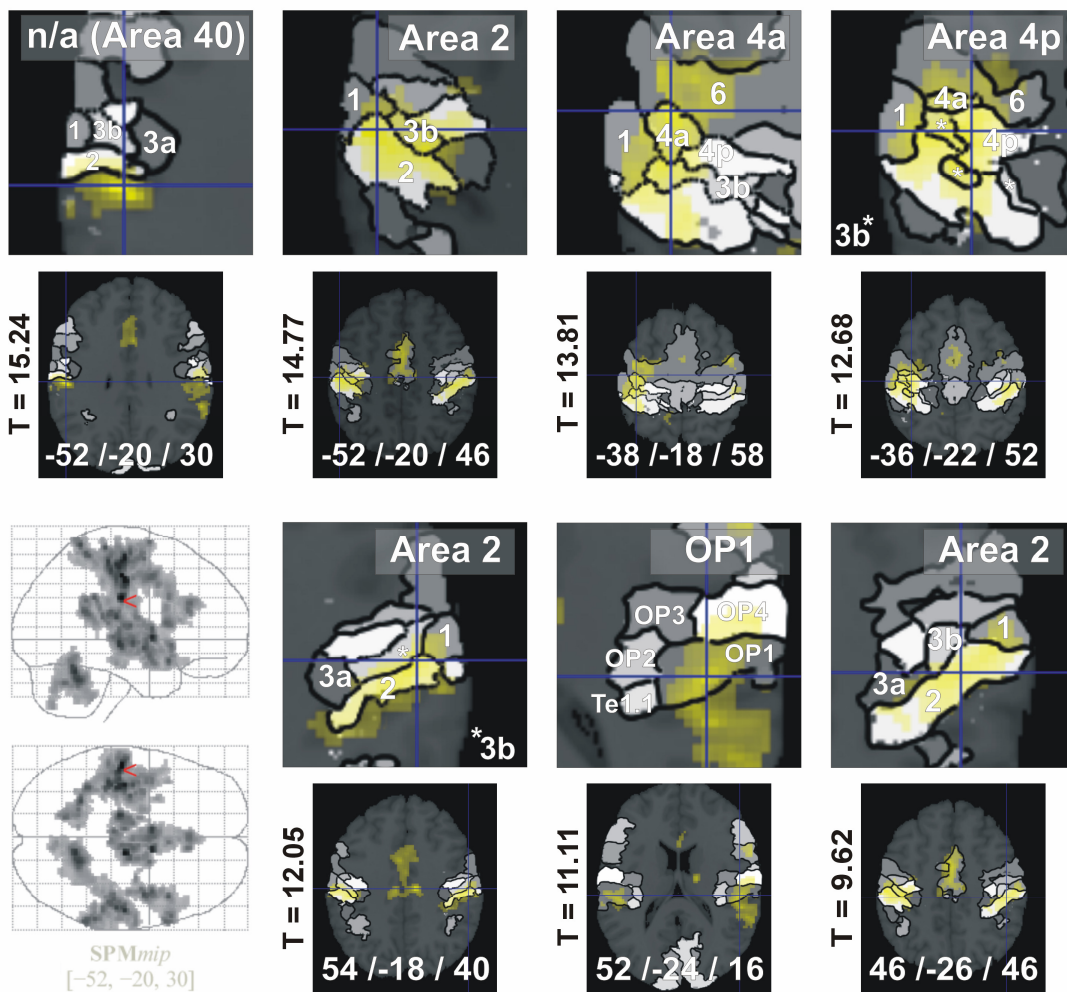 n/a (Area 40)
1
3b
3a
2
T = 15.24
-52 /-20 / 30
Area 2
1
3b
2
T = 14.77
-52 /-20 / 46
Area 4a
6
1
4a
4p
3b
T = 13.81
-38 /-18 / 58
Area 4p
1
4a
6
*
4p
*
*
3b*
T = 12.68
-36 / -22 / 52
<
<
SPMmip
[−52, −20, 30]
Area 2
1
*
3a
2
*3b
T = 12.05
54 /-18 / 40
OP1
OP3
OP4
OP2
OP1
Te1.1
T = 11.11
52 /-24 / 16
Area 2
1
3b
3a
2
T = 9.62
46 /-26 / 46